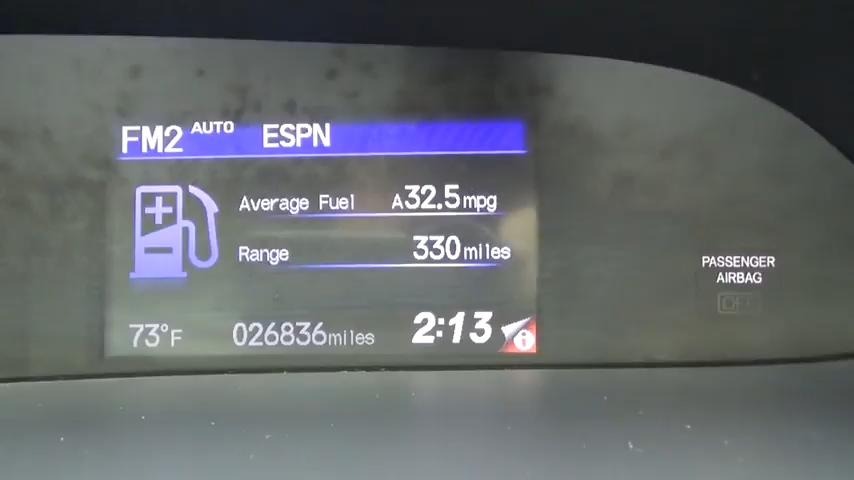 FM2 AUTO ESPN
Average Fuel A32.5mpg
Range 330miles
73°F 026836miles 2:13 i
PASSENGER
AIRBAG
OFF